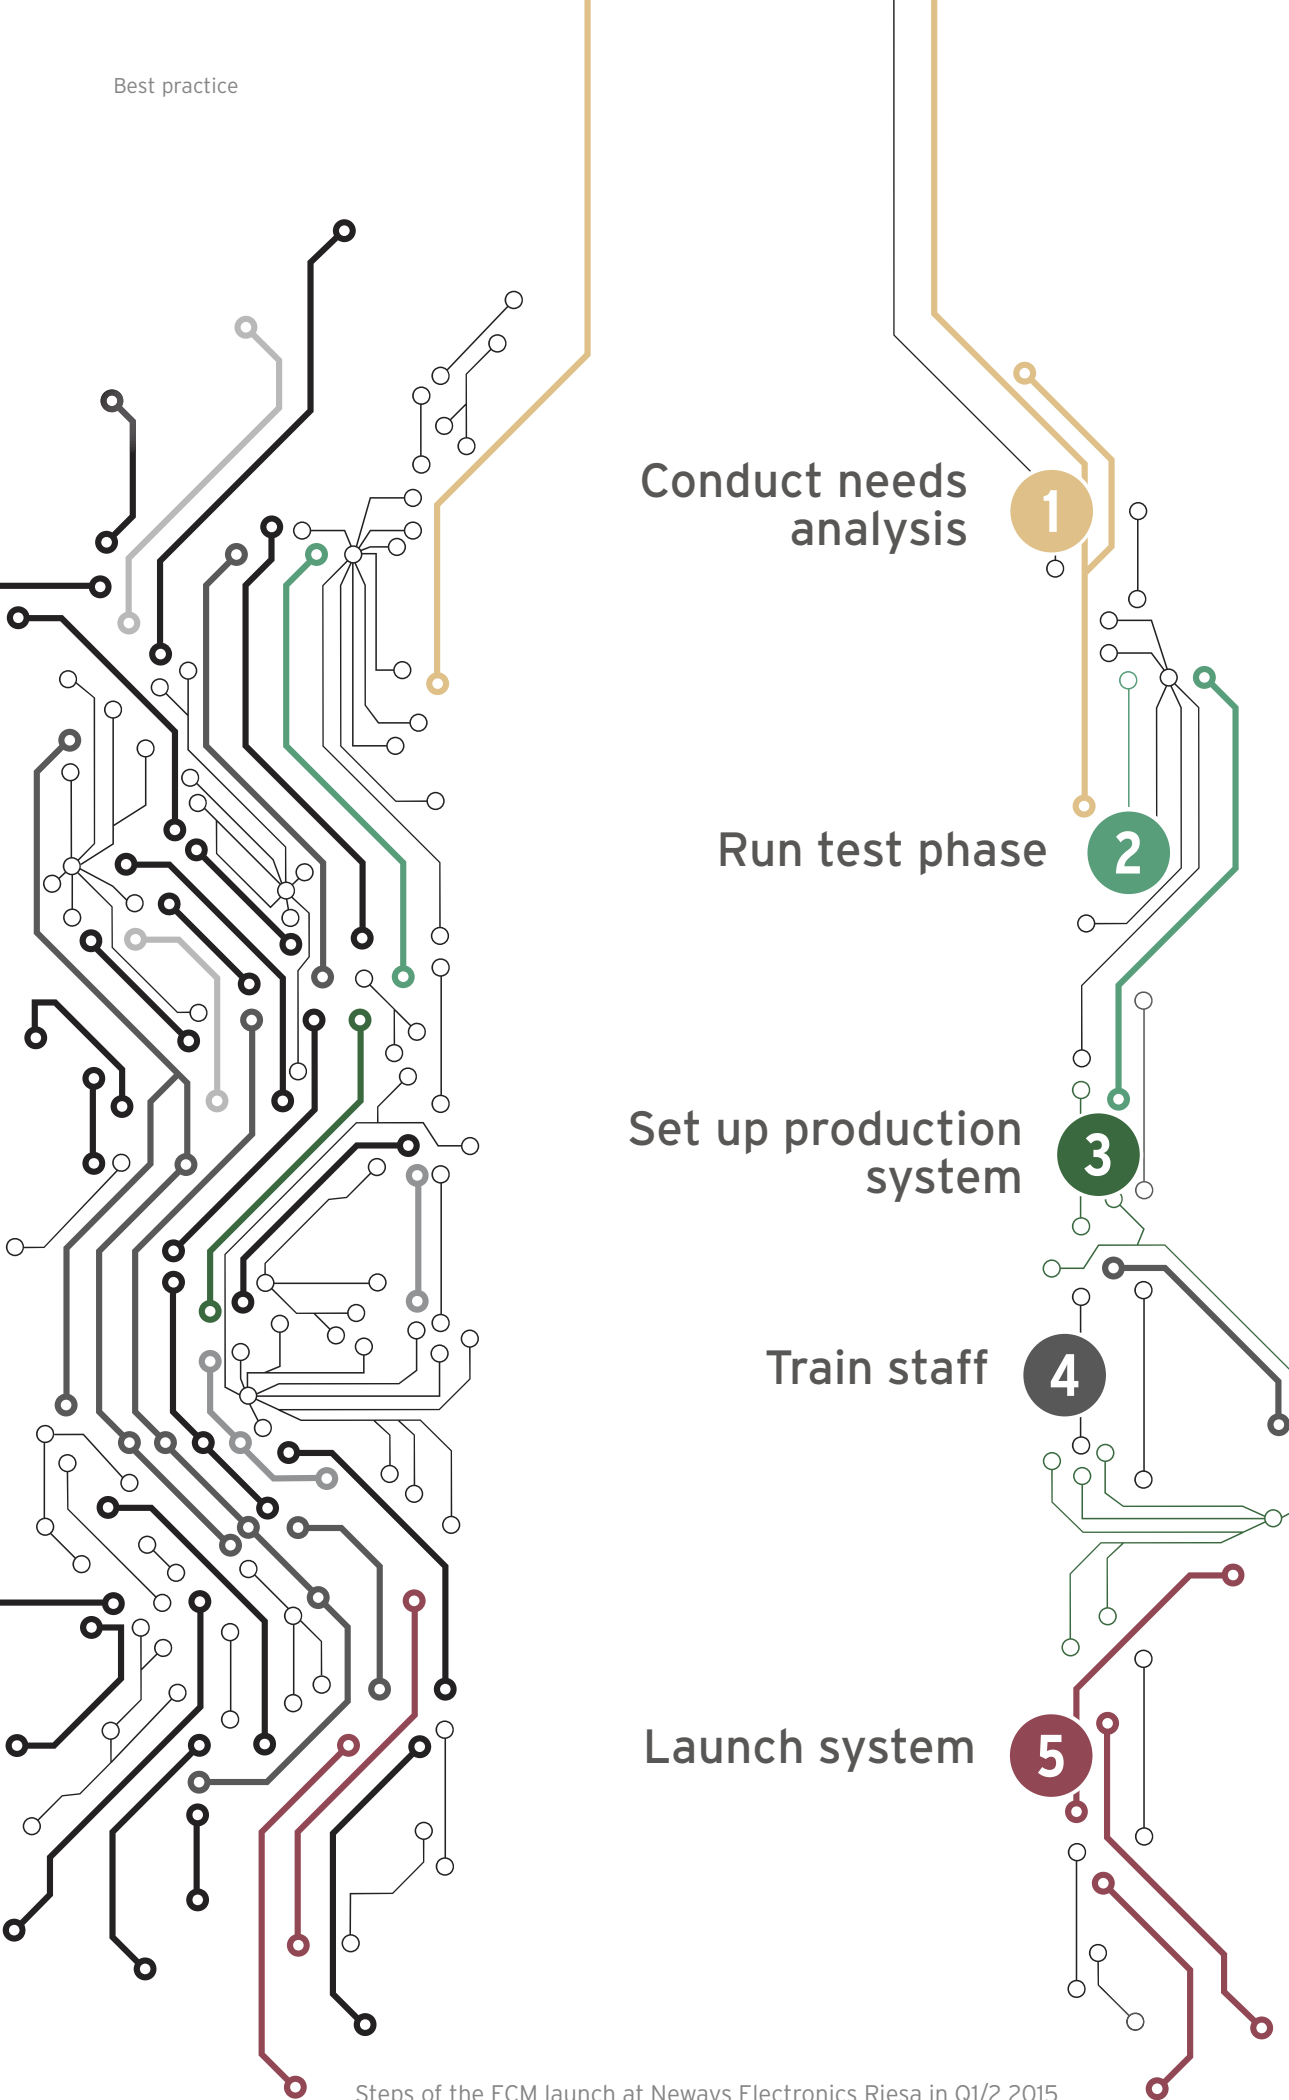 Best practice
Conduct needs
analysis
1
Run test phase
2
Set up production
system
3
Train staff
4
Launch system
5
Steps of the ECM launch at Neways Electronics Riesa in Q1/2 2015